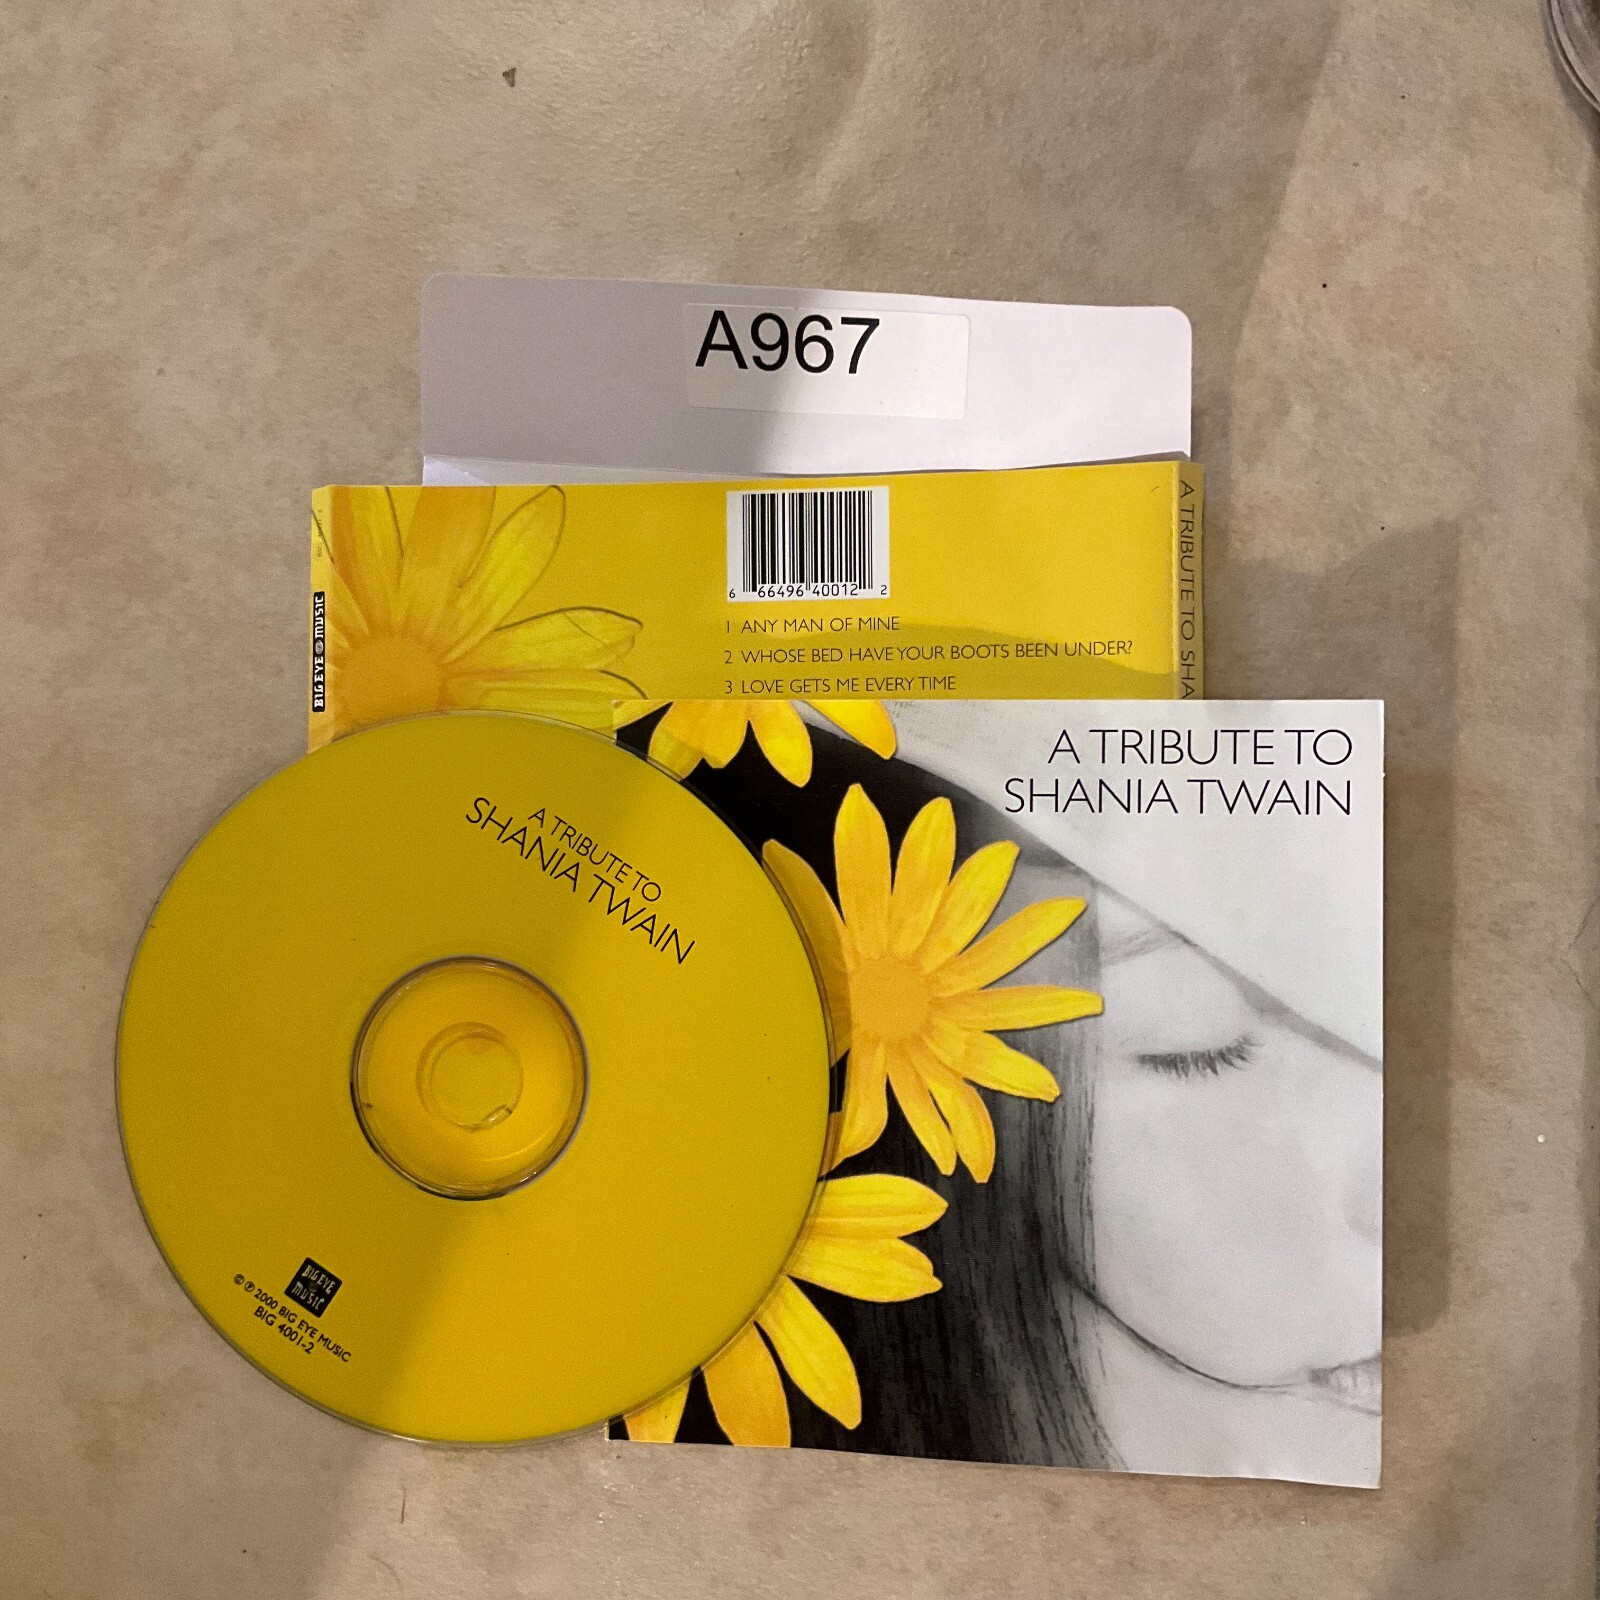 A967
6 66496 40012 2
1 ANY MAN OF MINE
2 WHOSE BED HAVE YOUR BOOTS BEEN UNDER?
3 LOVE GETS ME EVERY TIME
A TRIBUTE TO SHA
BIG EYE MUSIC
A TRIBUTE TO
SHANIA TWAIN
A TRIBUTE TO
SHANIA TWAIN
BIG EYE
MUSIC
© ℗ 2000 BIG EYE MUSIC
BIG 4001-2